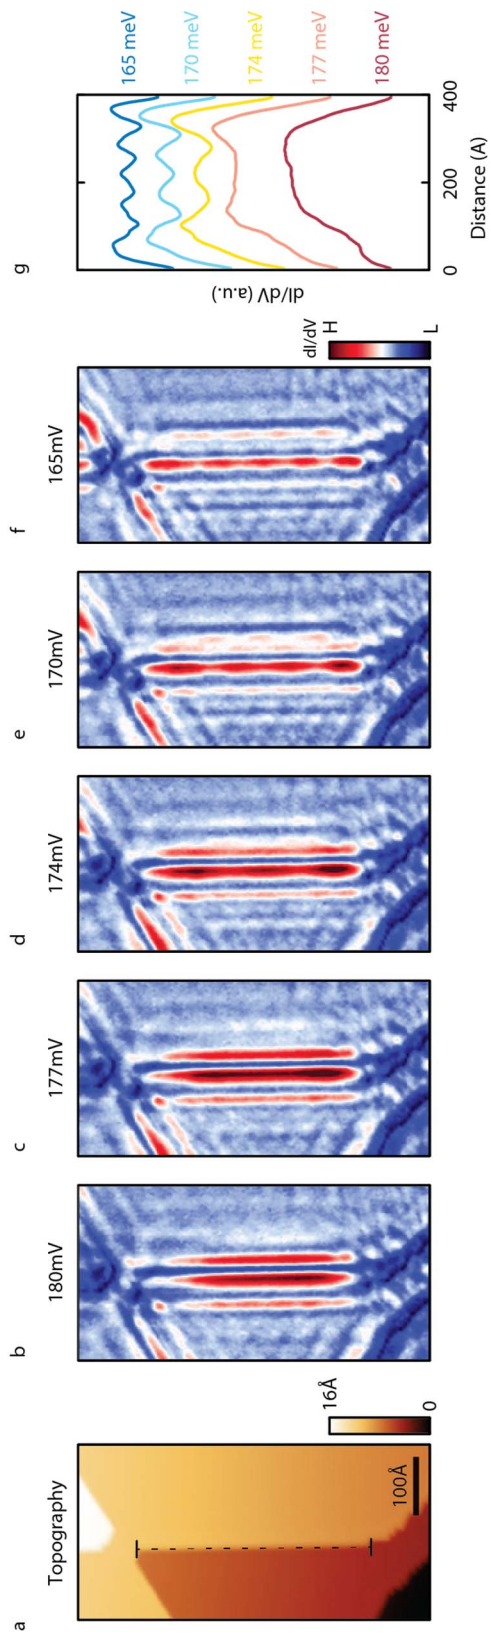 a
Topography
16Å
0
100Å
b
180mV
c
177mV
d
174mV
e
170mV
f
165mV
dI/dV
H
L
g
dI/dV (a.u.)
165 meV
170 meV
174 meV
177 meV
180 meV
0
200
400
Distance (A)